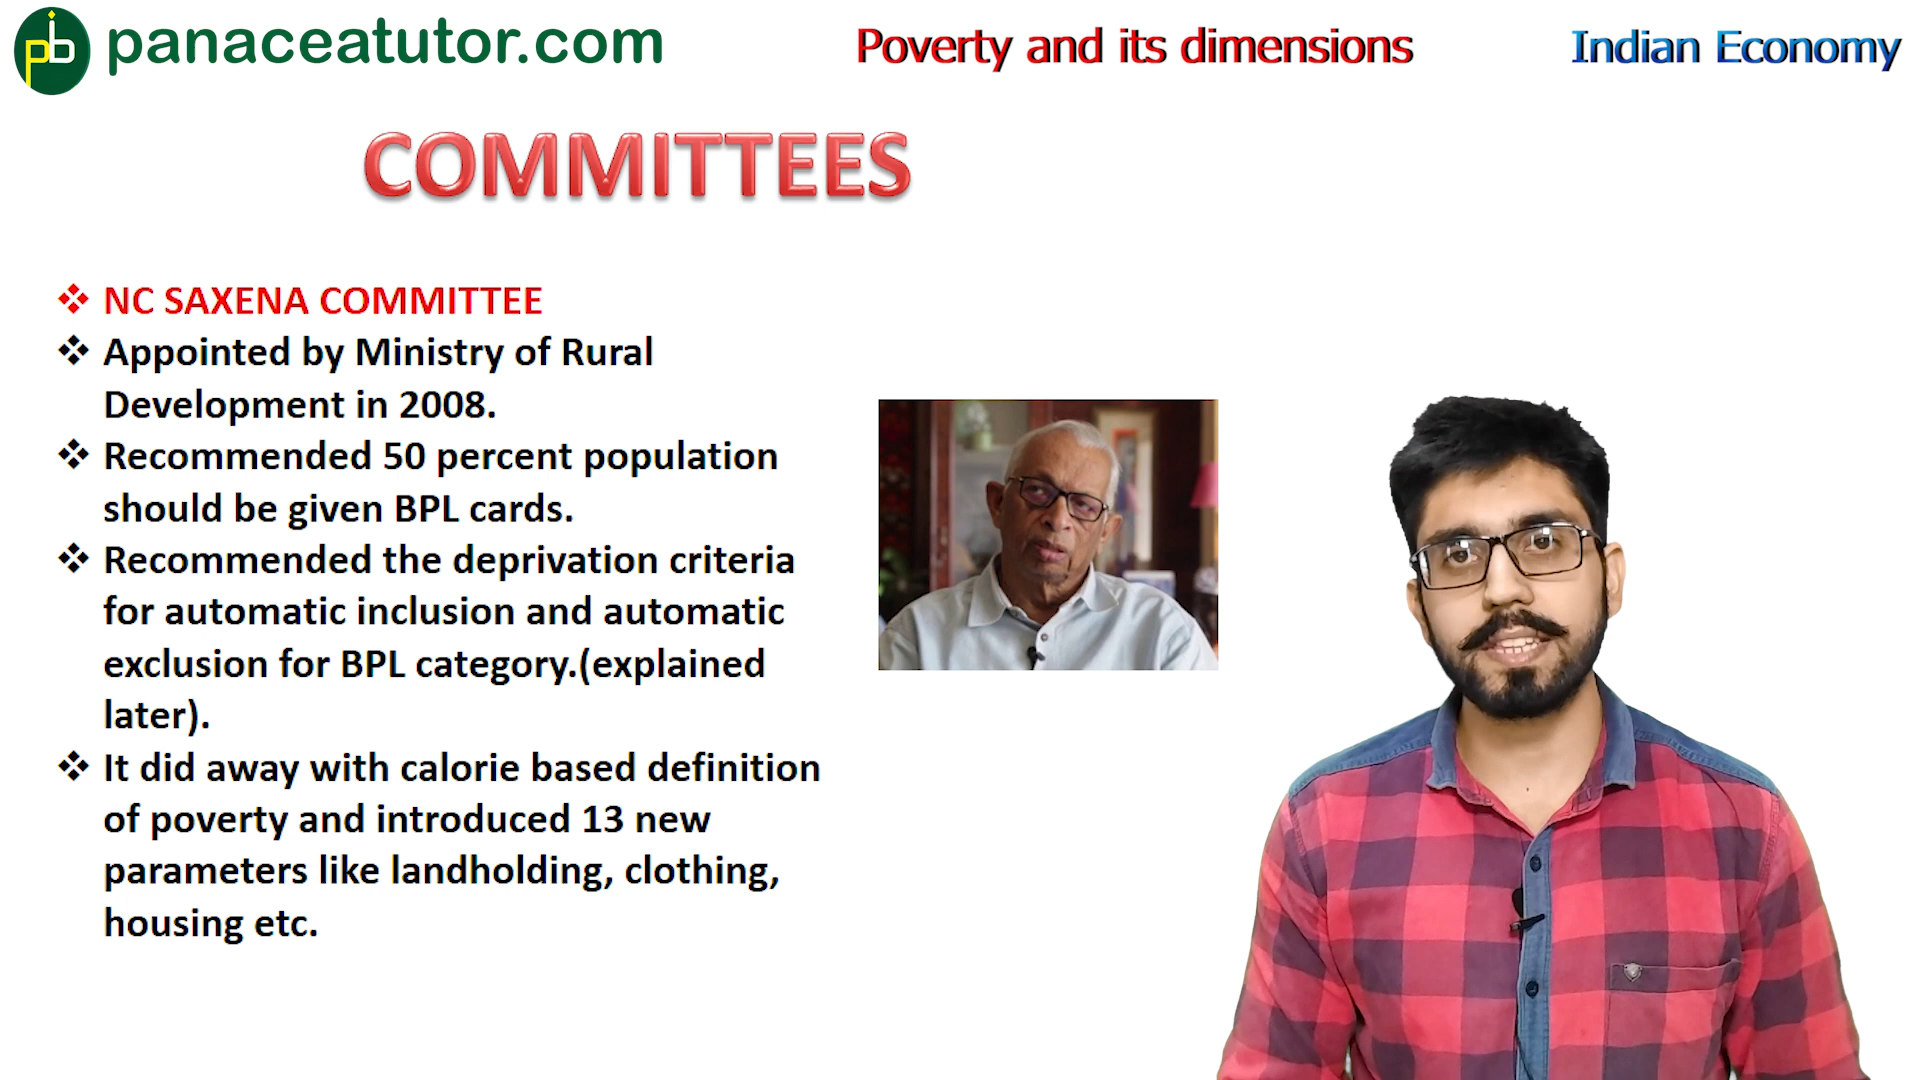 pib panaceatutor.com
Poverty and its dimensions
Indian Economy
COMMITTEES
❖ NC SAXENA COMMITTEE
❖ Appointed by Ministry of Rural
Development in 2008.
❖ Recommended 50 percent population
should be given BPL cards.
❖ Recommended the deprivation criteria
for automatic inclusion and automatic
exclusion for BPL category.(explained
later).
❖ It did away with calorie based definition
of poverty and introduced 13 new
parameters like landholding, clothing,
housing etc.